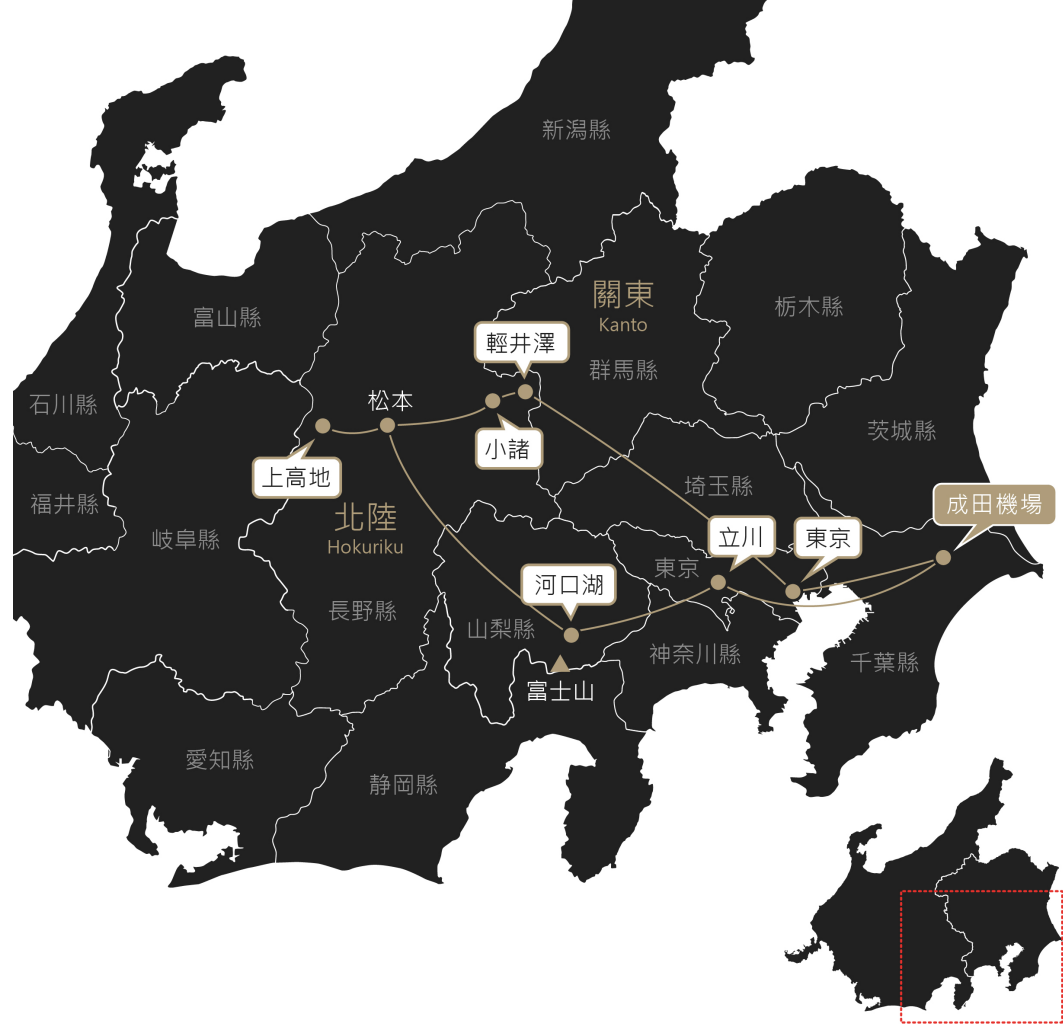 新潟縣
富山縣
關東
Kanto
栃木縣
輕井澤
群馬縣
石川縣
松本
茨城縣
小諸
上高地
福井縣
埼玉縣
成田機場
北陸
Hokuriku
岐阜縣
立川
東京
東京
河口湖
長野縣
山梨縣
神奈川縣
千葉縣
富士山
愛知縣
靜岡縣